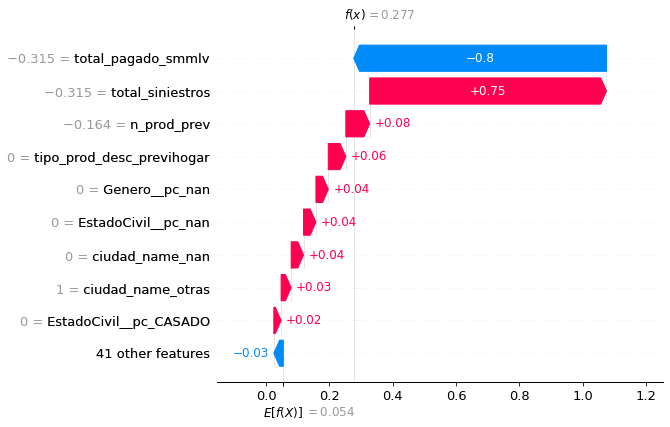 f(x) = 0.277
−0.315 = total_pagado_smmlv −0.8
−0.315 = total_siniestros +0.75
−0.164 = n_prod_prev +0.08
0 = tipo_prod_desc_previhogar +0.06
0 = Genero__pc_nan +0.04
0 = EstadoCivil__pc_nan +0.04
0 = ciudad_name_nan +0.04
1 = ciudad_name_otras +0.03
0 = EstadoCivil__pc_CASADO +0.02
41 other features −0.03
0.0 0.2 0.4 0.6 0.8 1.0 1.2
E[f(X)] = 0.054